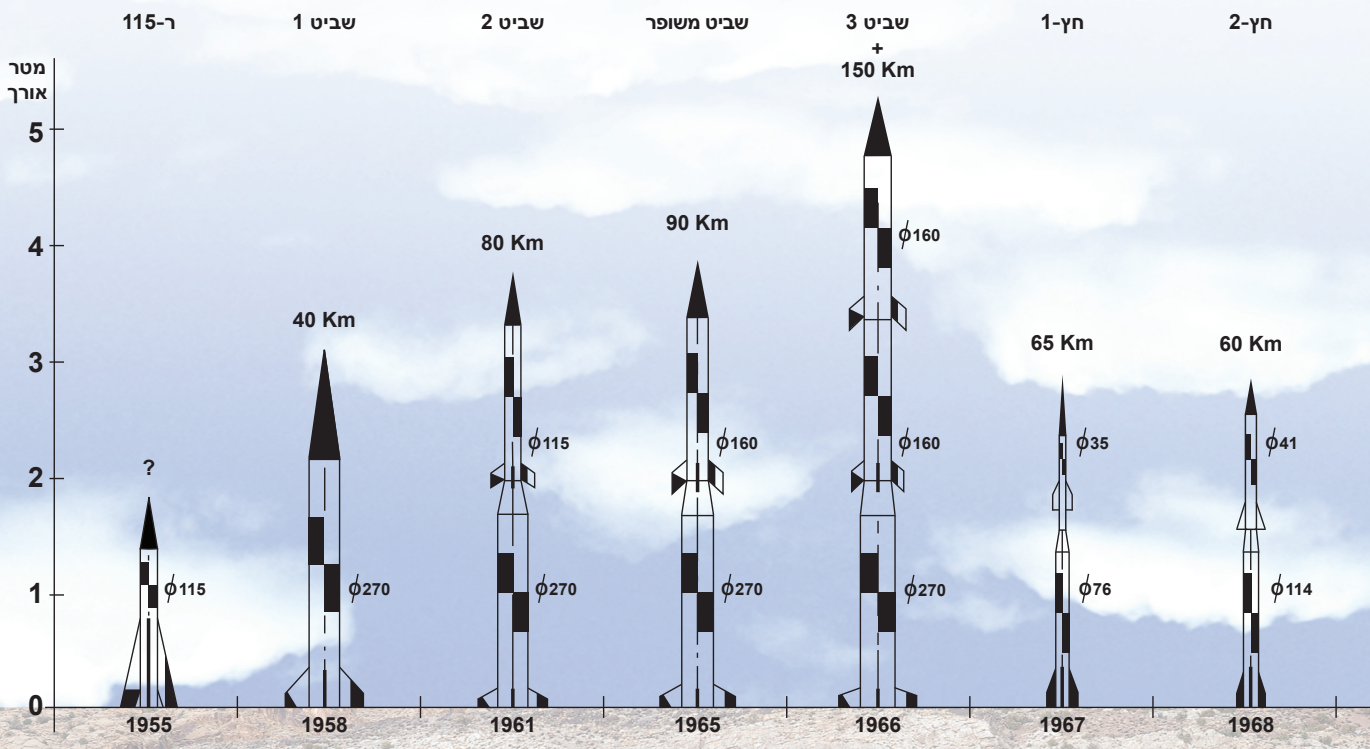 ר-115
שביט 1
שביט 2
שביט משופר
שביט 3
+
150 Km
חץ-1
חץ-2
מטר
אורך
5
4
3
2
1
0
?
ϕ115
1955
40 Km
ϕ270
1958
80 Km
ϕ115
ϕ270
1961
90 Km
ϕ160
ϕ270
1965
ϕ160
ϕ160
ϕ270
1966
65 Km
ϕ35
ϕ76
1967
60 Km
ϕ41
ϕ114
1968